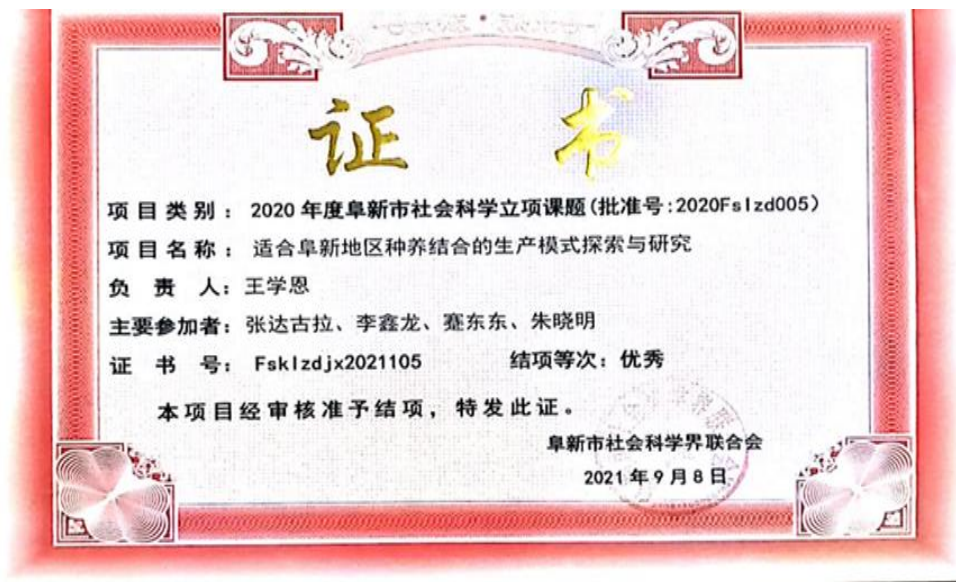 证 书
项目类别：2020年度阜新市社会科学立项课题(批准号:2020Fslzd005)
项目名称：适合阜新地区种养结合的生产模式探索与研究
负责人：王学恩
主要参加者：张达古拉、李鑫龙、蹇东东、朱晓明
证书号：Fsklzdjx2021105 结项等次：优秀
本项目经审核准予结项，特发此证。
阜新市社会科学界联合会
2021年9月8日